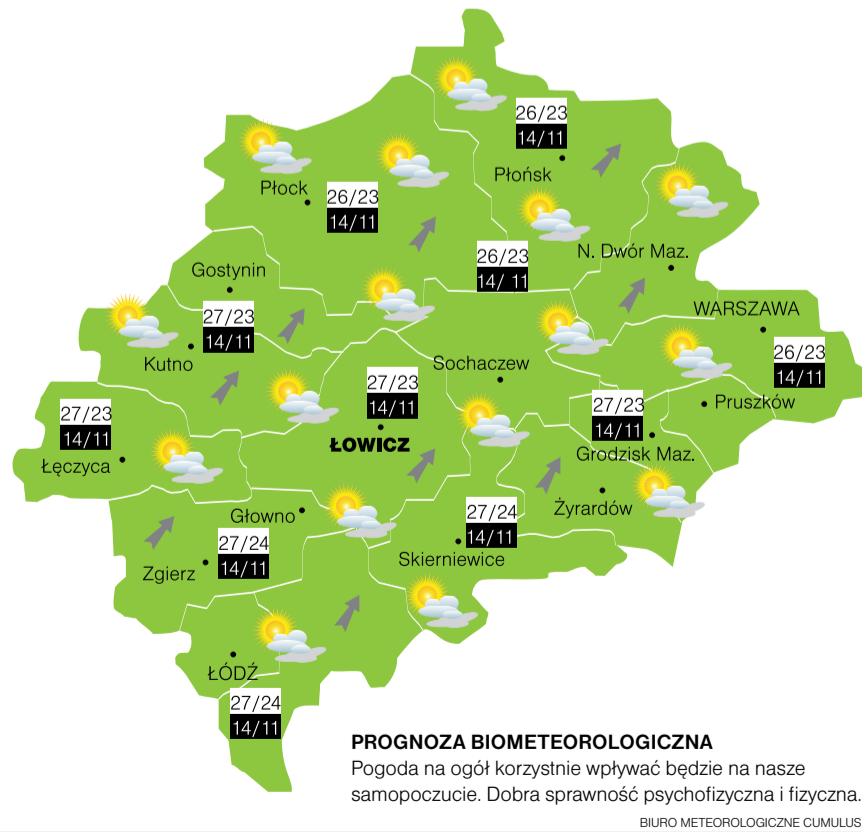 26/23
14/11
Płońsk
Płock
26/23
14/11
26/23
14/ 11
N. Dwór Maz.
Gostynin
27/23
14/11
Kutno
WARSZAWA
26/23
14/11
Sochaczew
27/23
14/11
ŁOWICZ
27/23
14/11
Łęczyca
27/23
14/11
Grodzisk Maz.
Pruszków
Żyrardów
Głowno
27/24
14/11
Skierniewice
27/24
14/11
Zgierz
ŁÓDŹ
27/24
14/11
PROGNOZA BIOMETEOROLOGICZNA
Pogoda na ogół korzystnie wpływać będzie na nasze
samopoczucie. Dobra sprawność psychofizyczna i fizyczna.
BIURO METEOROLOGICZNE CUMULUS